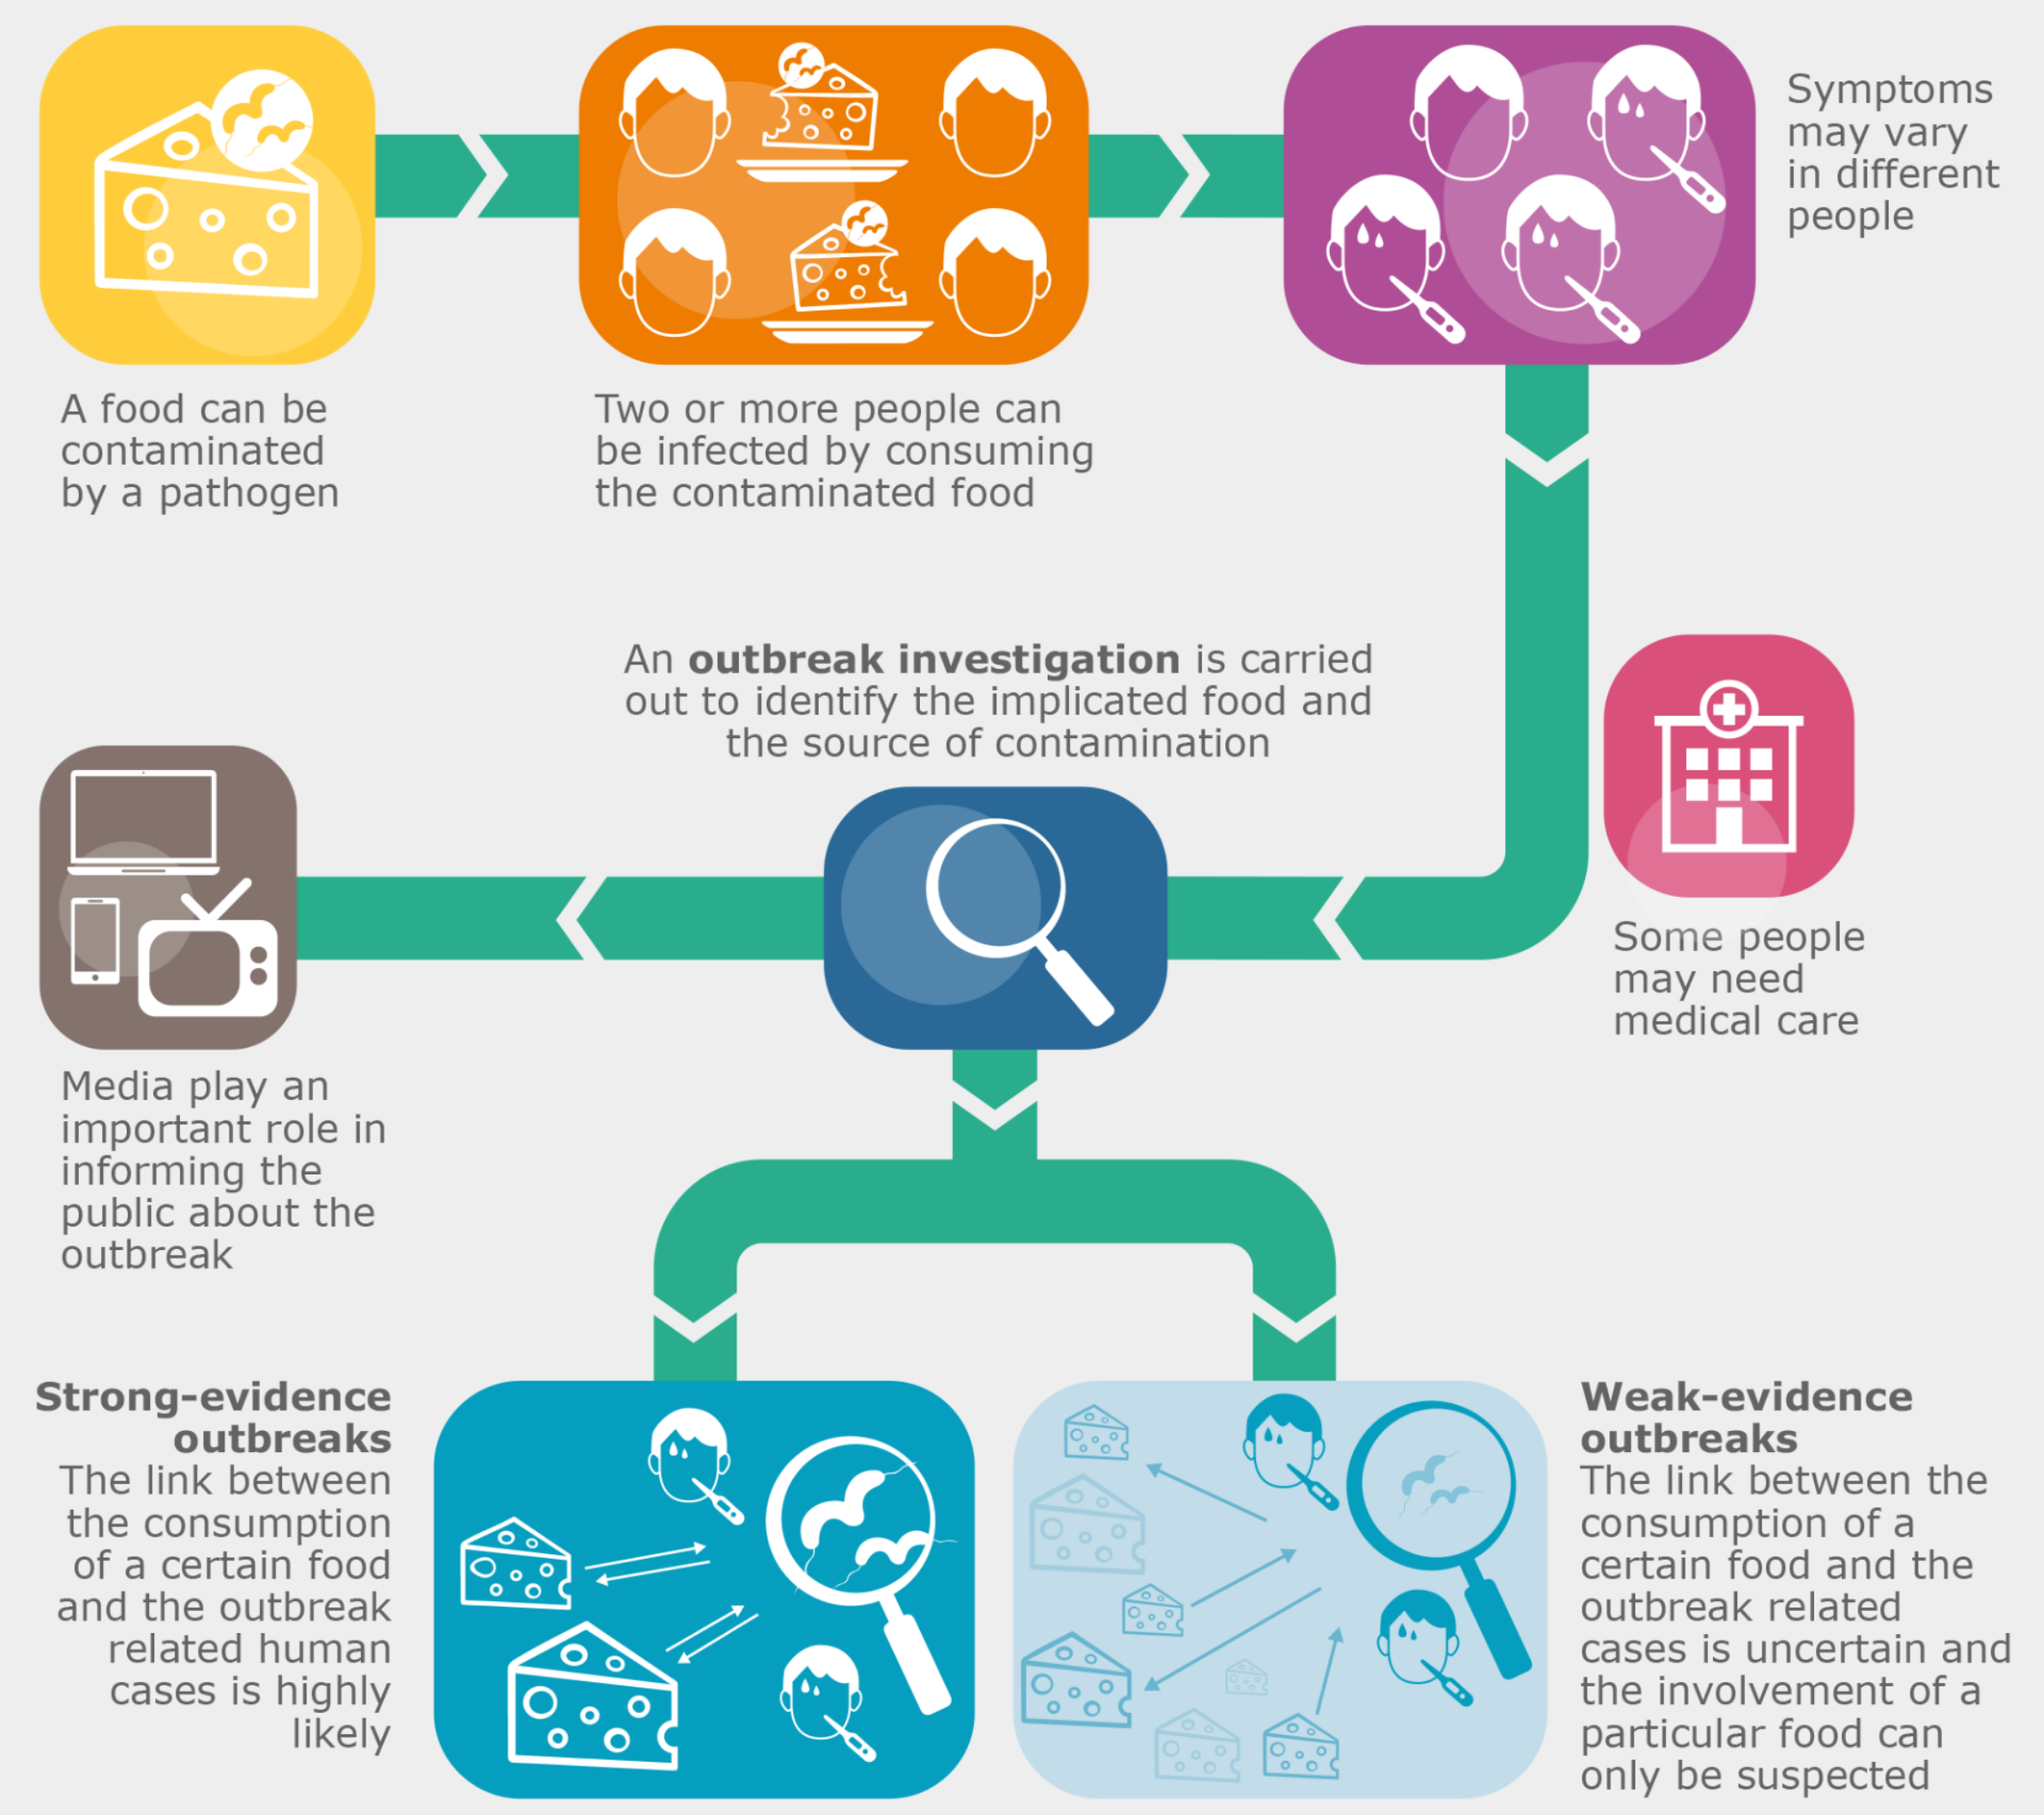 A food can be
contaminated
by a pathogen
Two or more people can
be infected by consuming
the contaminated food
Symptoms
may vary
in different
people
An outbreak investigation is carried
out to identify the implicated food and
the source of contamination
Some people
may need
medical care
Media play an
important role in
informing the
public about the
outbreak
Strong-evidence
outbreaks
The link between
the consumption
of a certain food
and the outbreak
related human
cases is highly
likely
Weak-evidence
outbreaks
The link between the
consumption of a
certain food and the
outbreak related
cases is uncertain and
the involvement of a
particular food can
only be suspected